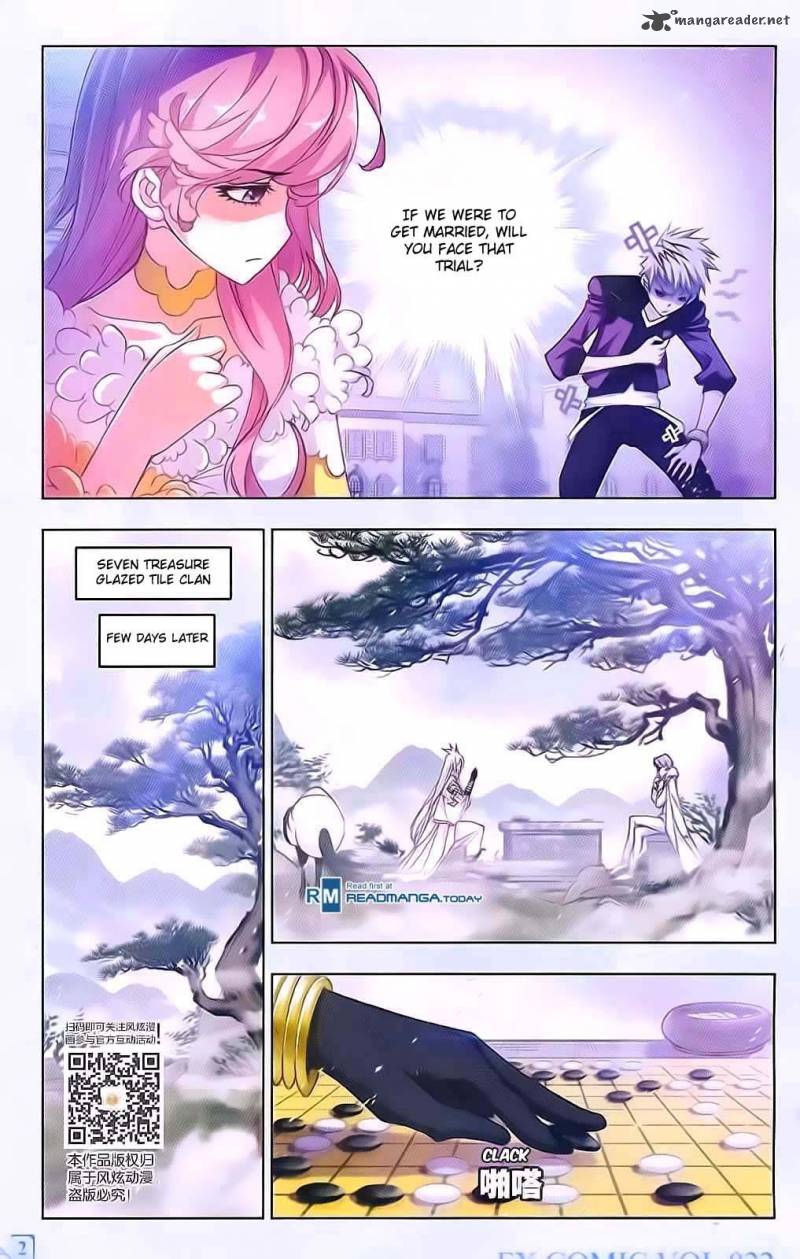 mangareader.net
IF WE WERE TO
GET MARRIED, WILL
YOU FACE THAT
TRIAL?
SEVEN TREASURE
GLAZED TILE CLAN
FEW DAYS LATER
RM
Read first at
READMANGA.TODAY
扫码即可关注风炫漫
画参与官方互动活动!
本作品版权归
属于风炫动漫
盗版必究!
CLACK
啪嗒
2